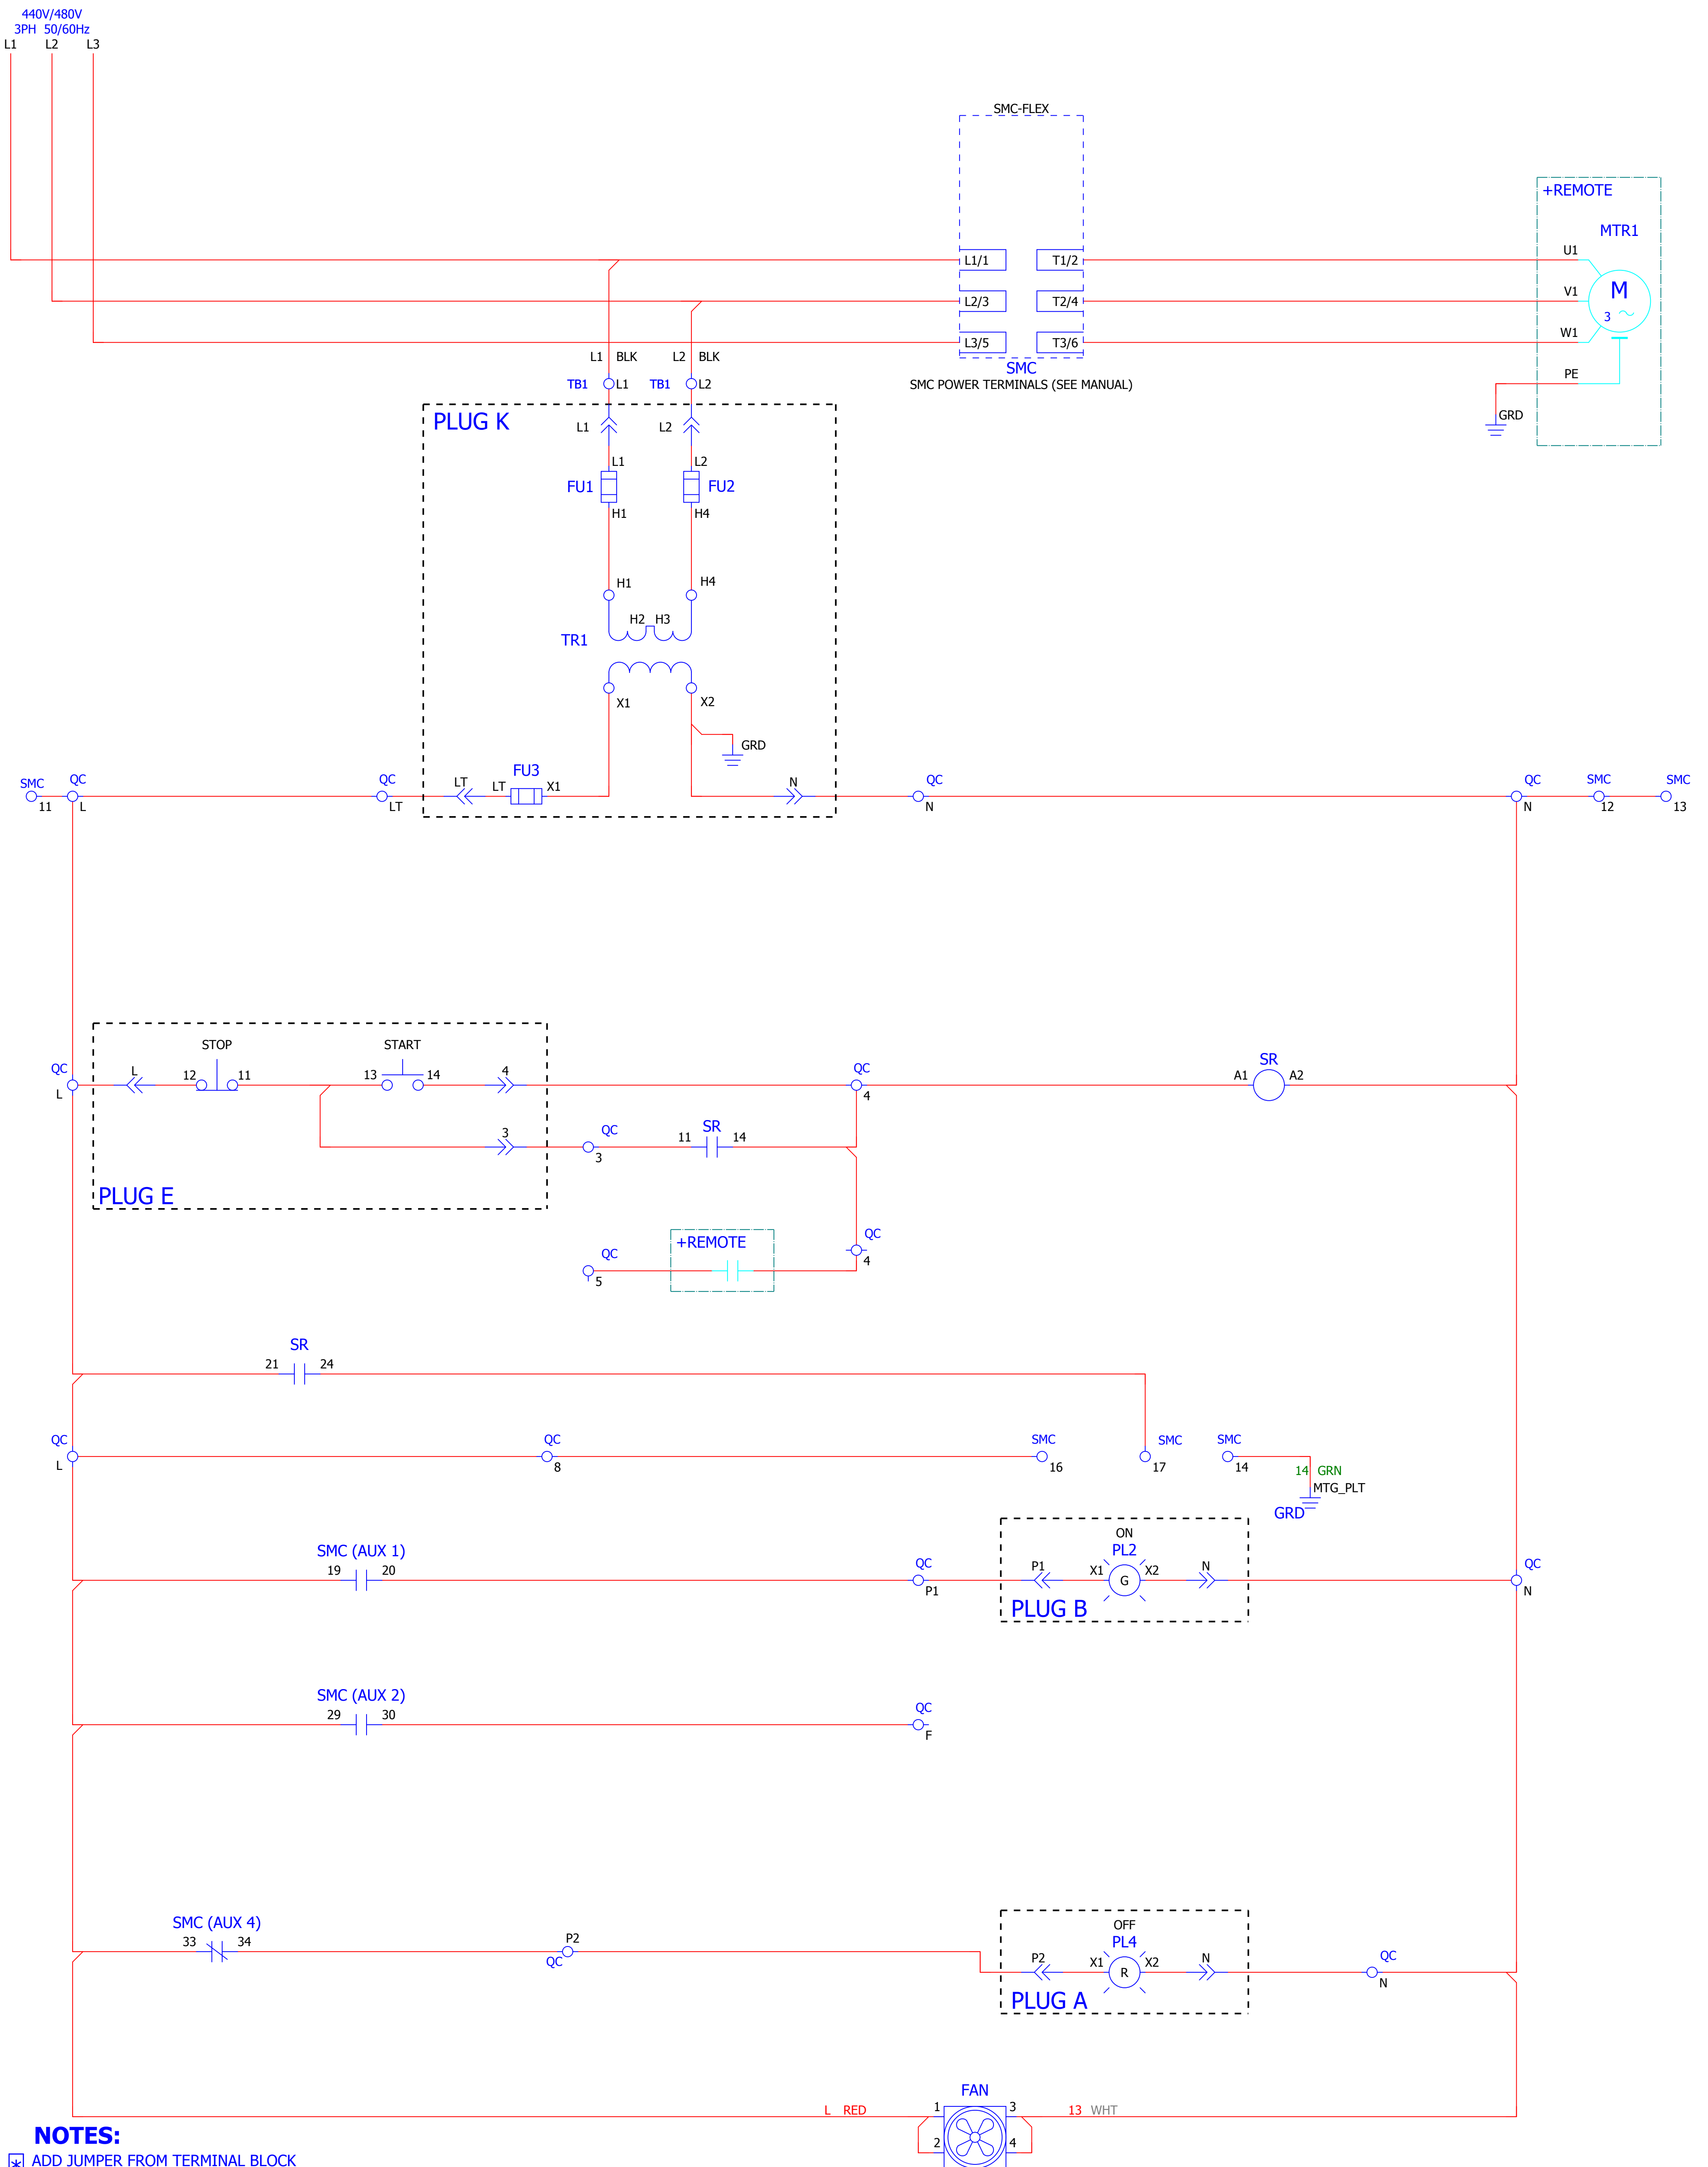 440V/480V
3PH 50/60Hz
L1 L2 L3
SMC-FLEX
+REMOTE
MTR1
L1/1 T1/2 U1
L2/3 T2/4 V1 M
3
L3/5 T3/6 W1
L1 BLK L2 BLK
SMC
SMC POWER TERMINALS (SEE MANUAL)
PE
TB1 L1 TB1 L2
GRD
PLUG K
L1 L2
L1 L2
FU1 FU2
H1 H4
H1 H4
H2 H3
TR1
X1 X2
GRD
SMC QC QC LT LT FU3 X1 N QC QC SMC SMC
11 L LT N N 12 13
STOP START
QC L 12 11 13 14 4 QC SR
L 4 A1 A2
3 QC 11 SR 14
3
PLUG E
+REMOTE
QC QC
5 4
SR
21 24
QC QC SMC SMC SMC
L 8 16 17 14
14 GRN
MTG_PLT
GRD
ON
SMC (AUX 1) PL2
19 20 QC P1 X1 G X2 N QC
P1 N
PLUG B
SMC (AUX 2)
29 30 QC
F
SMC (AUX 4) OFF
33 34 P2 PL4
QC P2 X1 R X2 N QC
N
PLUG A
FAN
L RED 1 3 13 WHT
2 4
NOTES:
* ADD JUMPER FROM TERMINAL BLOCK